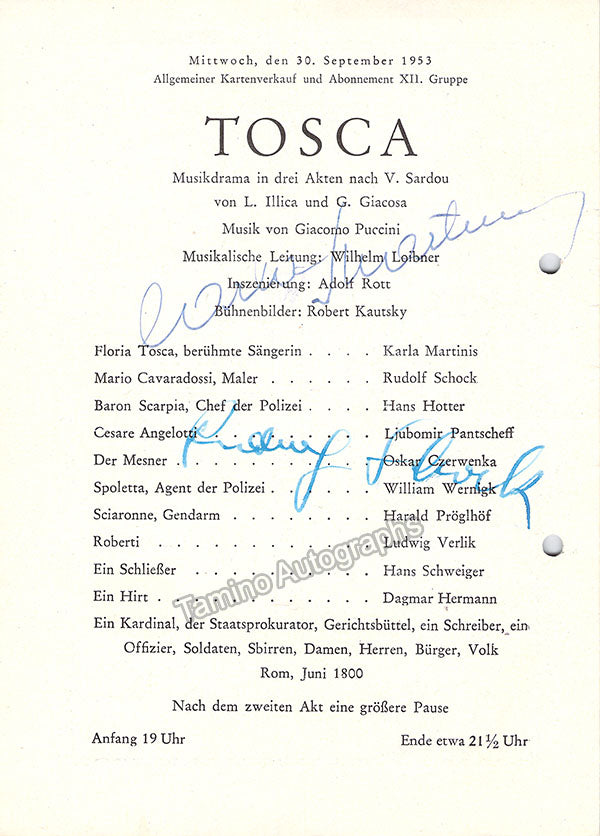 Mittwoch, den 30. September 1953
Allgemeiner Kartenverkauf und Abonnement XII. Gruppe
TOSCA
Musikdrama in drei Akten nach V. Sardou
von L. Illica und G. Giacosa
Musik von Giacomo Puccini
Musikalische Leitung: Wilhelm Loibner
Inszenierung: Adolf Rott
Bühnenbilder: Robert Kautsky
Floria Tosca, berühmte Sängerin . . . . Karla Martinis
Mario Cavaradossi, Maler . . . . . . Rudolf Schock
Baron Scarpia, Chef der Polizei . . . . Hans Hotter
Cesare Angelotti . . . . . . . . . Ljubomir Pantscheff
Rudolf Schock
Der Mesner . . . . . . . . . . . Oskar Czerwenka
Spoletta, Agent der Polizei . . . . . . William Wernigk
Sciaronne, Gendarm . . . . . . . . Harald Pröglhöf
Roberti . . . . . . . . . . . . Ludwig Verlik
Ein Schließer . . . . . . . . . . Hans Schweiger
Ein Hirt . . . . . . . . . . . . Dagmar Hermann
Tamino Autographs
Ein Kardinal, der Staatsprokurator, Gerichtsbüttel, ein Schreiber, ein
Offizier, Soldaten, Sbirren, Damen, Herren, Bürger, Volk
Rom, Juni 1800
Nach dem zweiten Akt eine größere Pause
Anfang 19 Uhr Ende etwa 21½ Uhr